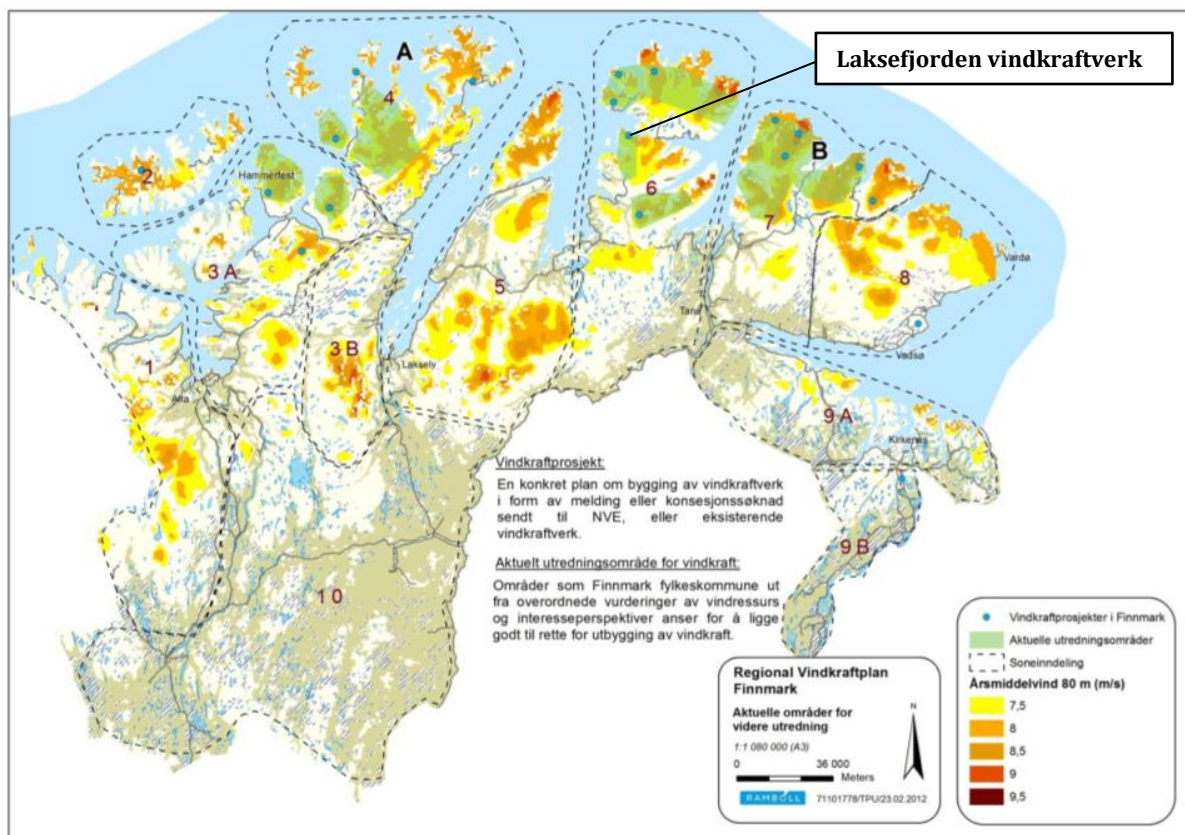 Laksefjorden vindkraftverk
A
4
2
Hammerfest
B
6
7
3 A
Vardø
8
5
Tana
3 B
Vadsø
1
Lakselv
Alta
9 A
Kirkenes
Vindkraftprosjekt:
En konkret plan om bygging av vindkraftverk
i form av melding eller konsesjonssøknad
sendt til NVE, eller eksisterende
vindkraftverk.
9 B
Aktuelt utredningsområde for vindkraft:
Områder som Finnmark fylkeskommune ut
fra overordnede vurderinger av vindressurs
og interesseperspektiver anser for å ligge
godt til rette for utbygging av vindkraft.
1 0
Regional Vindkraftplan
Finnmark
Aktuelle områder for
videre utredning
1:1 080 000 (A3)
N
0 36 000
Meters
RAMBOLL 71101778/TPU/23.02.2012
Vindkraftprosjekter i Finnmark
Aktuelle utredningsområder
Soneinndeling
Årsmiddelvind 80 m (m/s)
7,5
8
8,5
9
9,5